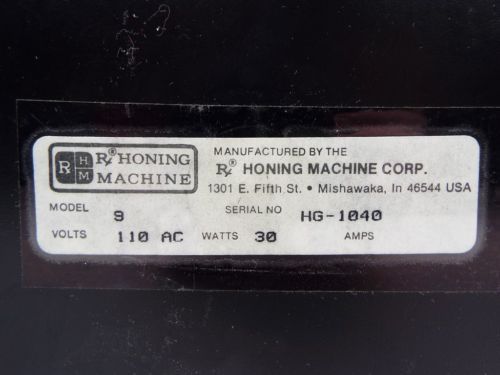 R H M
℞® HONING
MACHINE
MANUFACTURED BY THE
℞® HONING MACHINE CORP.
1301 E. Fifth St. • Mishawaka, In 46544 USA
MODEL 9 SERIAL NO HG-1040
VOLTS 110 AC WATTS 30 AMPS